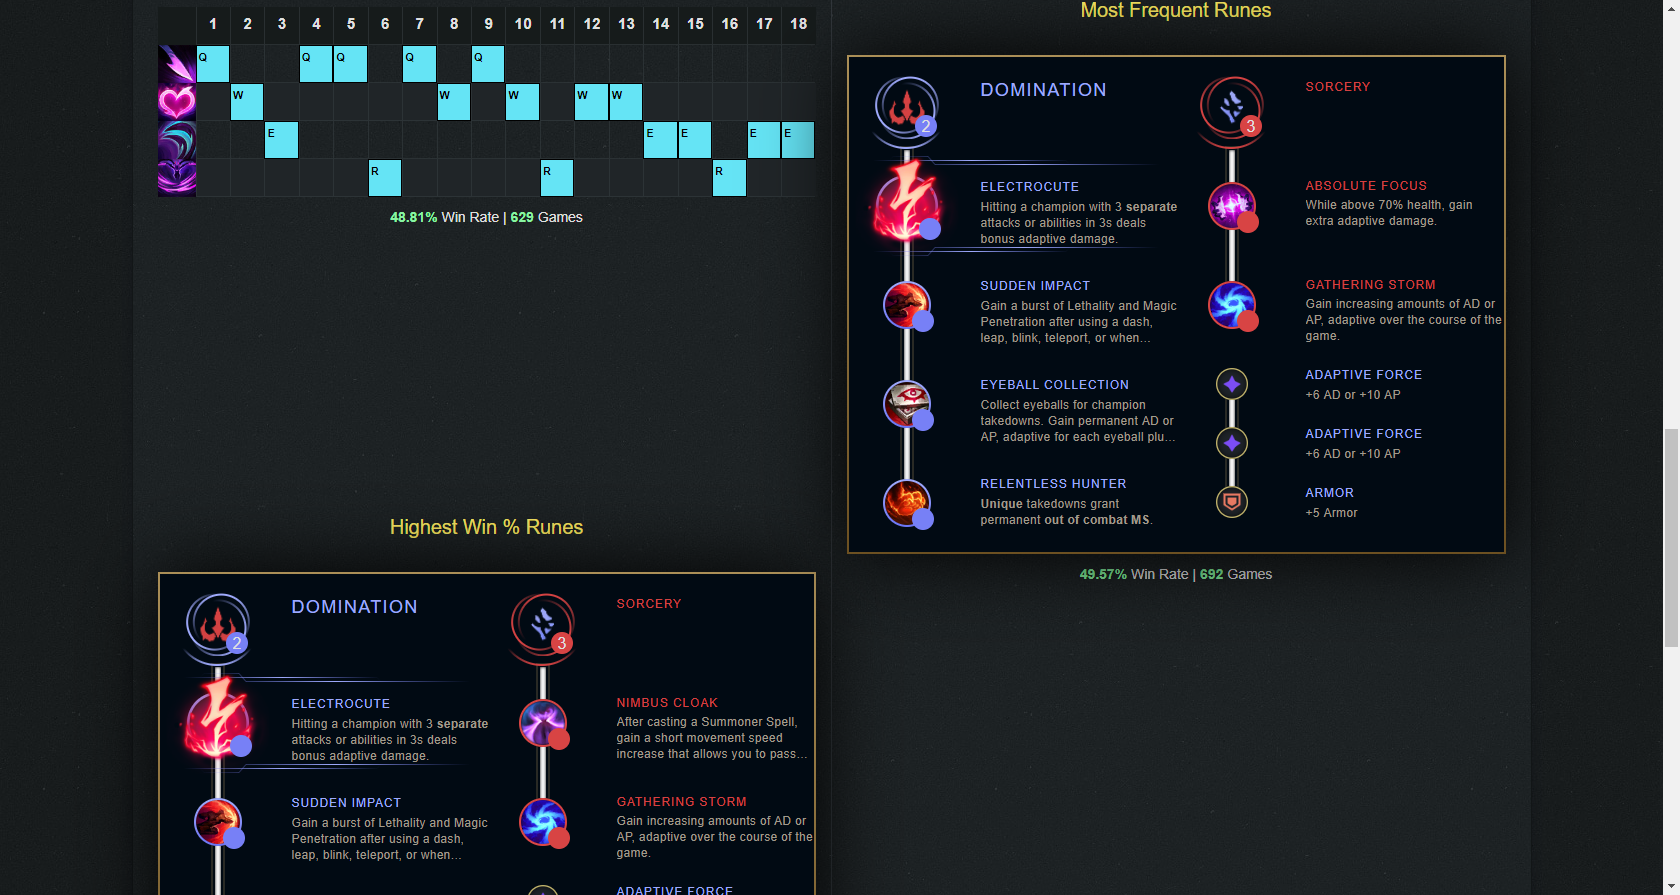 1 2 3 4 5 6 7 8 9 10 11 12 13 14 15 16 17 18
Q Q Q Q Q
W W W W W
E E E E E
R R R
48.81% Win Rate | 629 Games
Highest Win % Runes
2
DOMINATION
ELECTROCUTE
Hitting a champion with 3 separate
attacks or abilities in 3s deals
bonus adaptive damage.
SUDDEN IMPACT
Gain a burst of Lethality and Magic
Penetration after using a dash,
leap, blink, teleport, or when...
3
SORCERY
NIMBUS CLOAK
After casting a Summoner Spell,
gain a short movement speed
increase that allows you to pass...
GATHERING STORM
Gain increasing amounts of AD or
AP, adaptive over the course of the
game.
ADAPTIVE FORCE
Most Frequent Runes
2
DOMINATION
ELECTROCUTE
Hitting a champion with 3 separate
attacks or abilities in 3s deals
bonus adaptive damage.
SUDDEN IMPACT
Gain a burst of Lethality and Magic
Penetration after using a dash,
leap, blink, teleport, or when...
EYEBALL COLLECTION
Collect eyeballs for champion
takedowns. Gain permanent AD or
AP, adaptive for each eyeball plu...
RELENTLESS HUNTER
Unique takedowns grant
permanent out of combat MS.
3
SORCERY
ABSOLUTE FOCUS
While above 70% health, gain
extra adaptive damage.
GATHERING STORM
Gain increasing amounts of AD or
AP, adaptive over the course of the
game.
ADAPTIVE FORCE
+6 AD or +10 AP
ADAPTIVE FORCE
+6 AD or +10 AP
ARMOR
+5 Armor
49.57% Win Rate | 692 Games